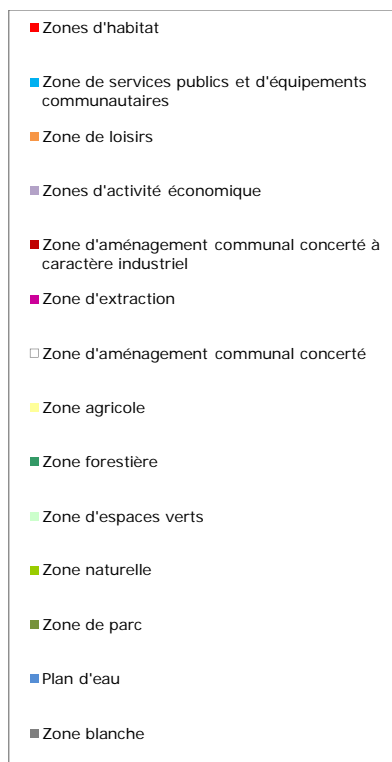 Zones d'habitat
Zone de services publics et d'équipements
communautaires
Zone de loisirs
Zones d'activité économique
Zone d'aménagement communal concerté à
caractère industriel
Zone d'extraction
Zone d'aménagement communal concerté
Zone agricole
Zone forestière
Zone d'espaces verts
Zone naturelle
Zone de parc
Plan d'eau
Zone blanche